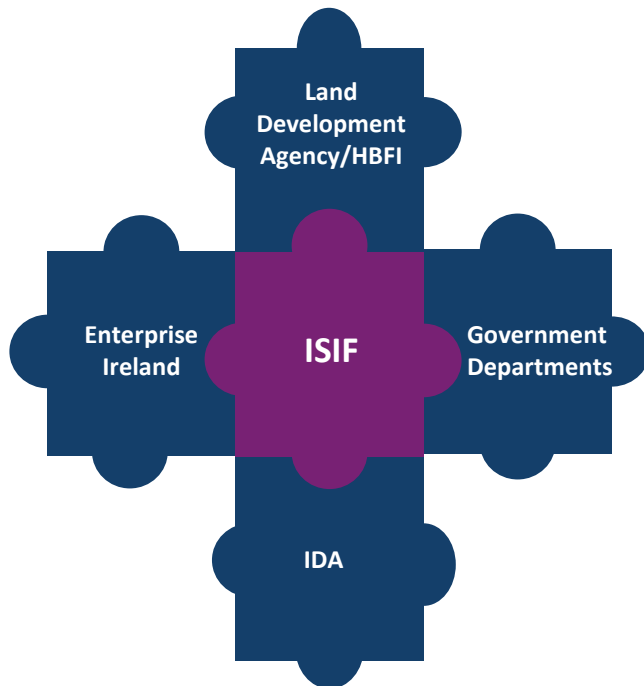 Land
Development
Agency/HBFI
Enterprise
Ireland
ISIF
Government
Departments
IDA